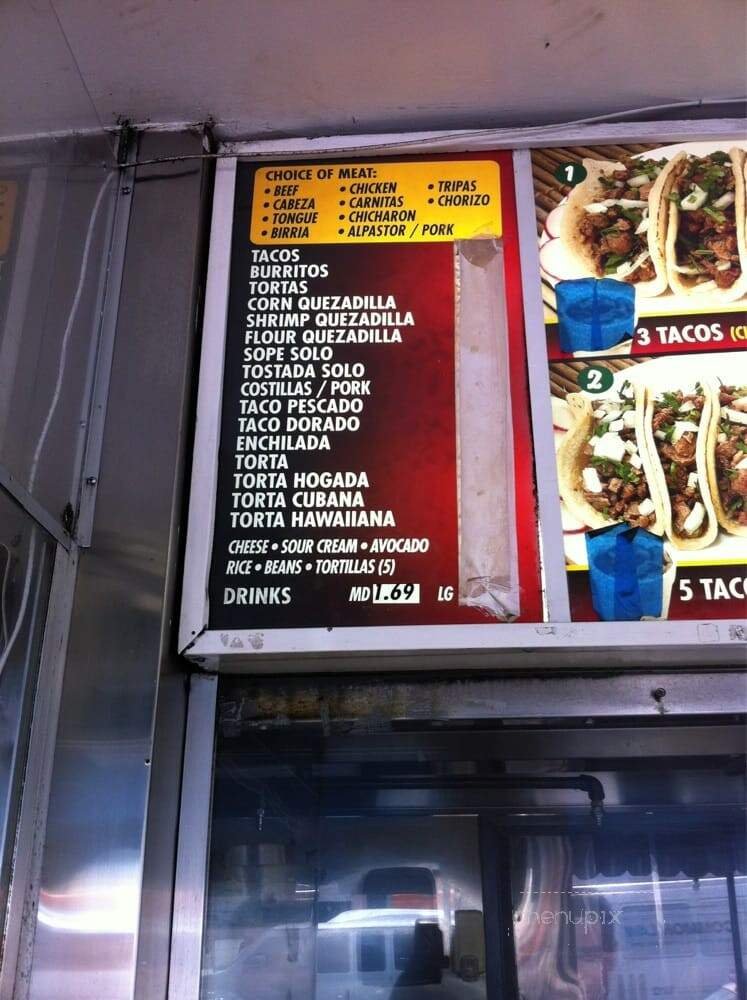 CHOICE OF MEAT:
• BEEF • CHICKEN • TRIPAS
• CABEZA • CARNITAS • CHORIZO
• TONGUE • CHICHARON
• BIRRIA • ALPASTOR / PORK
TACOS
BURRITOS
TORTAS
CORN QUEZADILLA
SHRIMP QUEZADILLA
FLOUR QUEZADILLA
SOPE SOLO
TOSTADA SOLO
COSTILLAS / PORK
TACO PESCADO
TACO DORADO
ENCHILADA
TORTA
TORTA HOGADA
TORTA CUBANA
TORTA HAWAIIANA
CHEESE • SOUR CREAM • AVOCADO
RICE • BEANS • TORTILLAS (5)
DRINKS MD 1.69 LG
1
3 TACOS
2
5 TAC
menupix